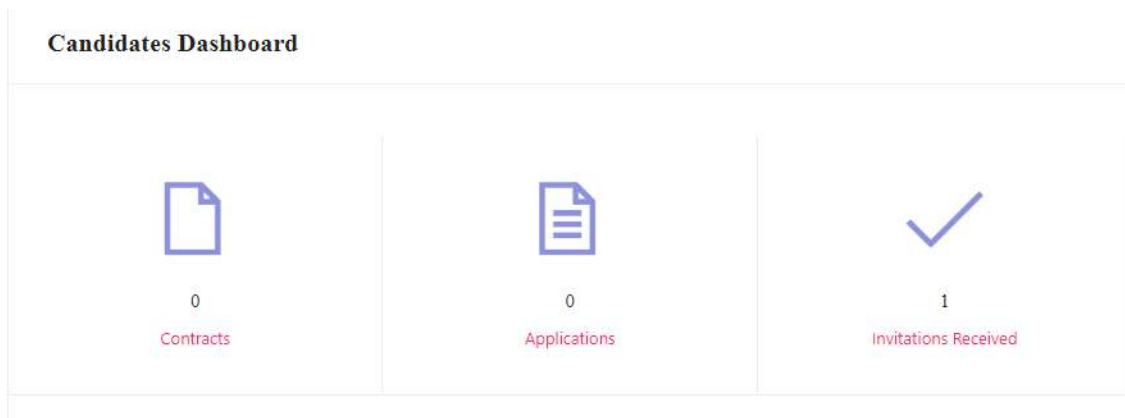 Candidates Dashboard
0
Contracts
0
Applications
1
Invitations Received